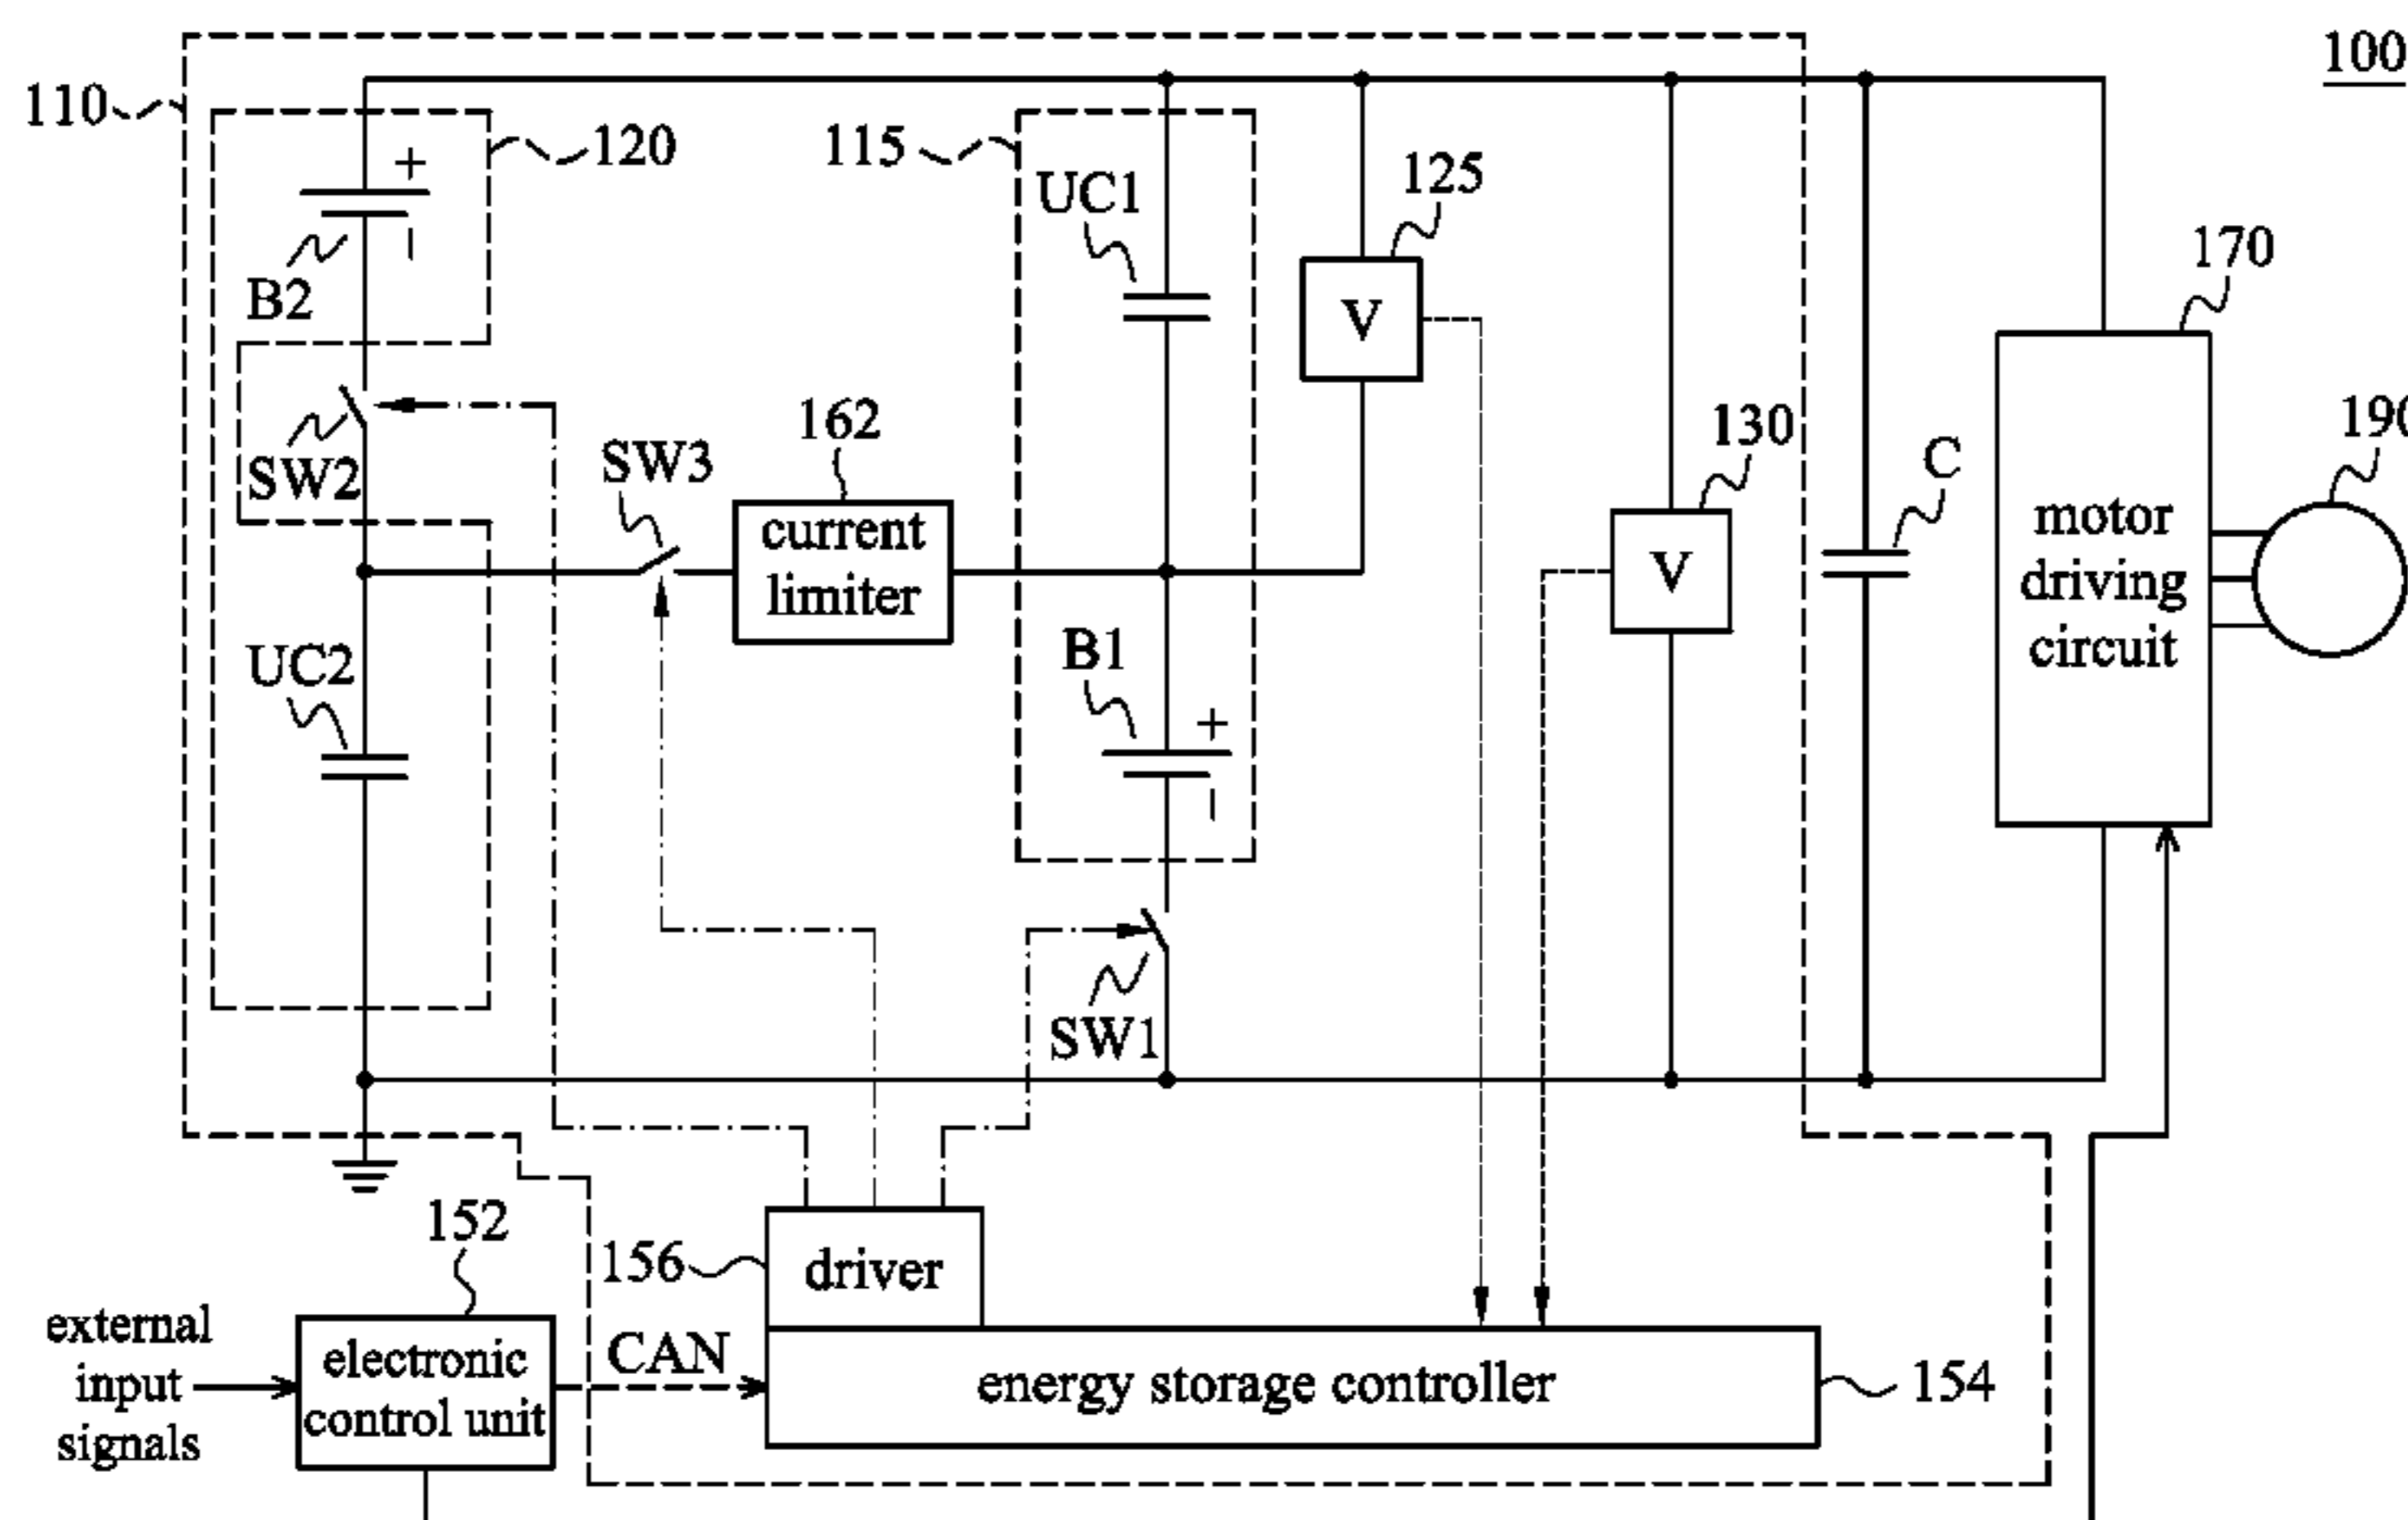 100
110
120
115
UC1
125
+
−
B2
170
V
162
130
190
SW3
C
SW2
current
limiter
motor
driving
circuit
V
UC2
B1
+
−
SW1
152
156
driver
external
input
signals
electronic
control unit
CAN
energy storage controller
154